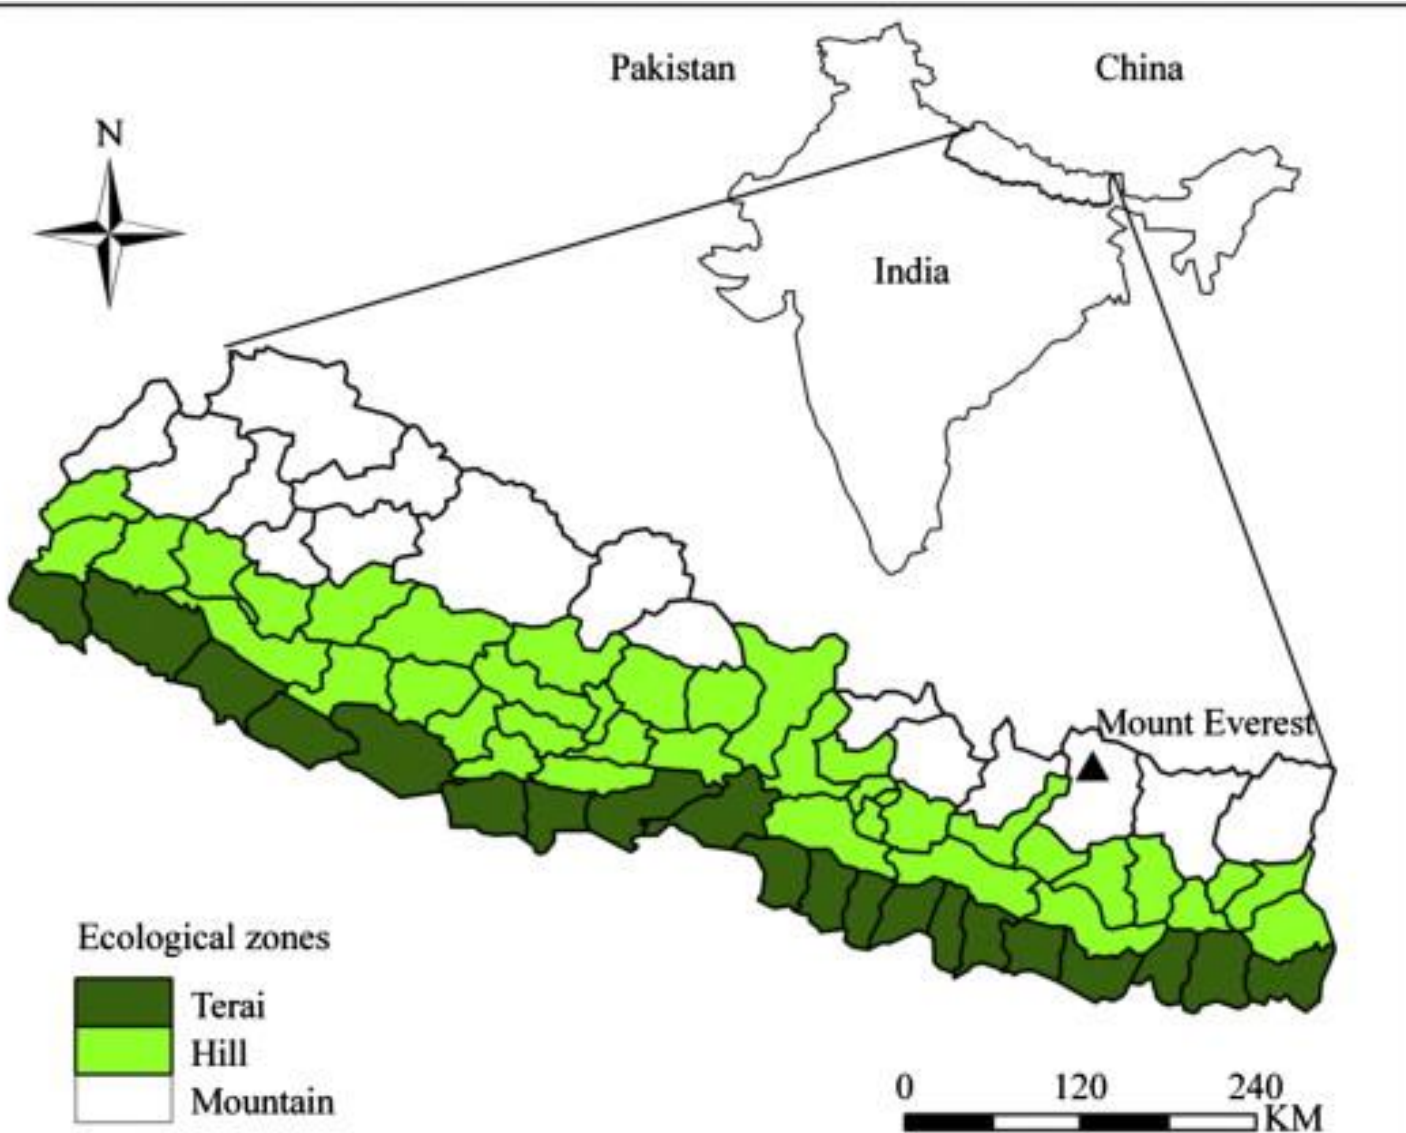 Pakistan
China
N
India
Mount Everest
Ecological zones
Terai
Hill
Mountain
0 120 240
KM